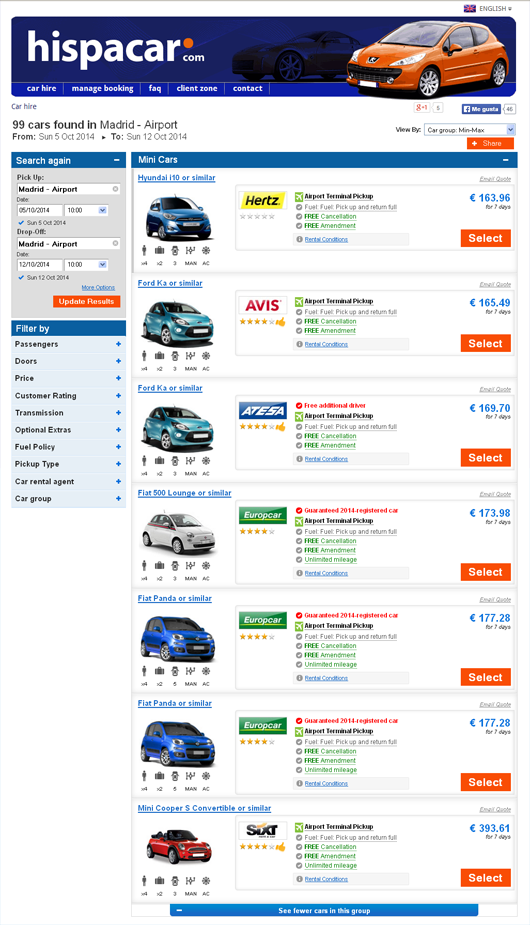 ENGLISH
hispacar.com
car hire manage booking faq client zone contact
Car hire
+1 5 Me gusta 46
99 cars found in Madrid - Airport
From: Sun 5 Oct 2014 ▸ To: Sun 12 Oct 2014
View By: Car group: Min-Max
+ Share
Search again −
Pick Up:
Madrid - Airport
Date:
05/10/2014 10:00
Sun 5 Oct 2014
Drop-Off:
Madrid - Airport
Date:
12/10/2014 10:00
Sun 12 Oct 2014
More Options
Update Results
Filter by
Passengers +
Doors +
Price +
Customer Rating +
Transmission +
Optional Extras +
Fuel Policy +
Pickup Type +
Car rental agent +
Car group +
Mini Cars −
Hyundai i10 or similar
Email Quote
Hertz
Airport Terminal Pickup
Fuel: Fuel: Pick up and return full
FREE Cancellation
FREE Amendment
Rental Conditions
€ 163.96
for 7 days
Select
x4 x2 3 MAN AC
Ford Ka or similar
Email Quote
AVIS
Airport Terminal Pickup
Fuel: Fuel: Pick up and return full
FREE Cancellation
FREE Amendment
Rental Conditions
€ 165.49
for 7 days
Select
x4 x2 3 MAN AC
Ford Ka or similar
Email Quote
ATESA
Free additional driver
Airport Terminal Pickup
Fuel: Fuel: Pick up and return full
FREE Cancellation
FREE Amendment
Rental Conditions
€ 169.70
for 7 days
Select
x4 x2 3 MAN AC
Fiat 500 Lounge or similar
Email Quote
Europcar
Guaranteed 2014-registered car
Airport Terminal Pickup
Fuel: Fuel: Pick up and return full
FREE Cancellation
FREE Amendment
Unlimited mileage
Rental Conditions
€ 173.98
for 7 days
Select
x4 x2 3 MAN AC
Fiat Panda or similar
Email Quote
Europcar
Guaranteed 2014-registered car
Airport Terminal Pickup
Fuel: Fuel: Pick up and return full
FREE Cancellation
FREE Amendment
Unlimited mileage
Rental Conditions
€ 177.28
for 7 days
Select
x4 x2 5 MAN AC
Fiat Panda or similar
Email Quote
Europcar
Guaranteed 2014-registered car
Airport Terminal Pickup
Fuel: Fuel: Pick up and return full
FREE Cancellation
FREE Amendment
Unlimited mileage
Rental Conditions
€ 177.28
for 7 days
Select
x4 x2 5 MAN AC
Mini Cooper S Convertible or similar
Email Quote
SIXT
Airport Terminal Pickup
Fuel: Fuel: Pick up and return full
FREE Cancellation
FREE Amendment
Unlimited mileage
Rental Conditions
€ 393.61
for 7 days
Select
x4 x2 3 MAN AC
− See fewer cars in this group